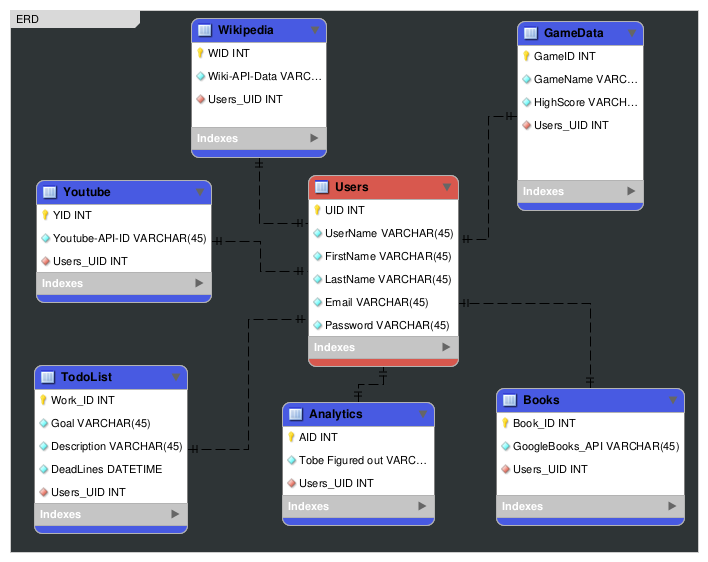 ERD
Wikipedia
WID INT
Wiki-API-Data VARC...
Users_UID INT
Indexes
GameData
GameID INT
GameName VARC...
HighScore VARCH...
Users_UID INT
Indexes
Youtube
YID INT
Youtube-API-ID VARCHAR(45)
Users_UID INT
Indexes
Users
UID INT
UserName VARCHAR(45)
FirstName VARCHAR(45)
LastName VARCHAR(45)
Email VARCHAR(45)
Password VARCHAR(45)
Indexes
TodoList
Work_ID INT
Goal VARCHAR(45)
Description VARCHAR(45)
DeadLines DATETIME
Users_UID INT
Indexes
Analytics
AID INT
Tobe Figured out VARC...
Users_UID INT
Indexes
Books
Book_ID INT
GoogleBooks_API VARCHAR(45)
Users_UID INT
Indexes